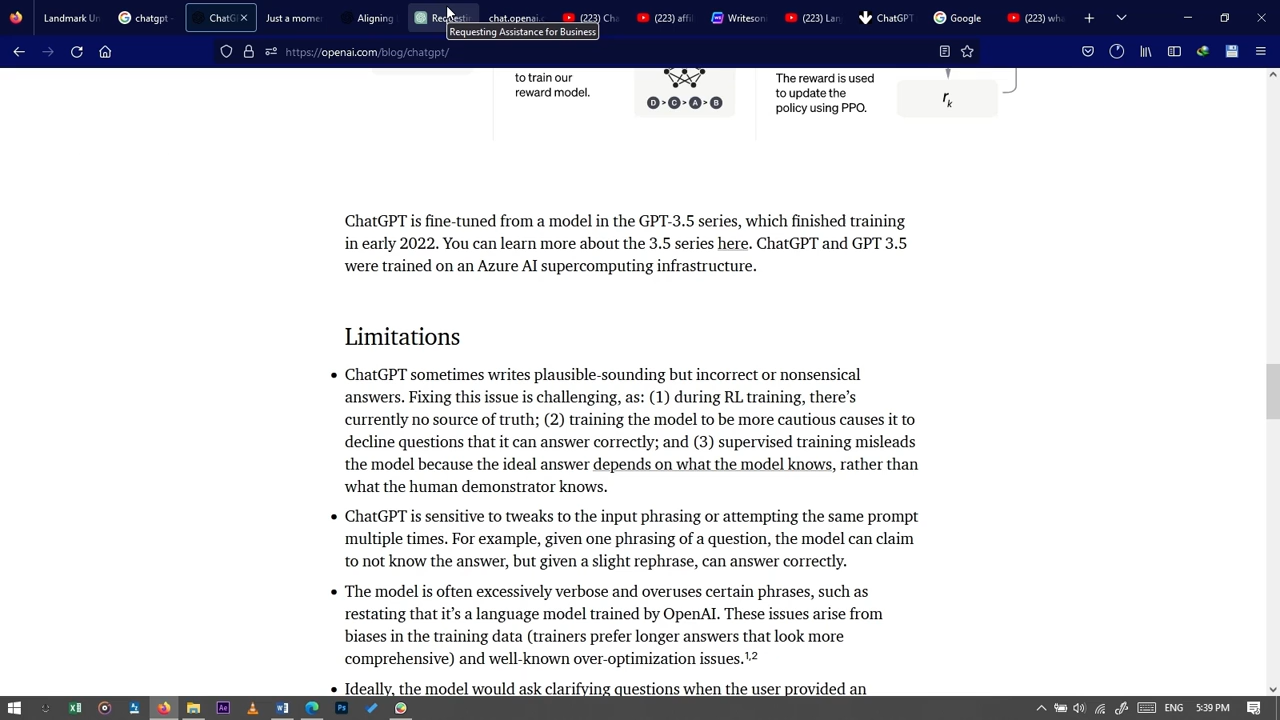 Landmark Un
chatgpt -
ChatG
Just a mome
Aligning
Requesti
chat.openai.c
(223) Cha
(223) affi
Writeson
(223) Lan
ChatGPT
Google
(223) wha
Requesting Assistance for Business
https://openai.com/blog/chatgpt/
to train our
reward model.
D > C > A > B
The reward is used
to update the
policy using PPO.
rk
ChatGPT is fine-tuned from a model in the GPT-3.5 series, which finished training
in early 2022. You can learn more about the 3.5 series here. ChatGPT and GPT 3.5
were trained on an Azure AI supercomputing infrastructure.
Limitations
• ChatGPT sometimes writes plausible-sounding but incorrect or nonsensical
answers. Fixing this issue is challenging, as: (1) during RL training, there’s
currently no source of truth; (2) training the model to be more cautious causes it to
decline questions that it can answer correctly; and (3) supervised training misleads
the model because the ideal answer depends on what the model knows, rather than
what the human demonstrator knows.
• ChatGPT is sensitive to tweaks to the input phrasing or attempting the same prompt
multiple times. For example, given one phrasing of a question, the model can claim
to not know the answer, but given a slight rephrase, can answer correctly.
• The model is often excessively verbose and overuses certain phrases, such as
restating that it’s a language model trained by OpenAI. These issues arise from
biases in the training data (trainers prefer longer answers that look more
comprehensive) and well-known over-optimization issues.1,2
• Ideally, the model would ask clarifying questions when the user provided an
ENG
5:39 PM